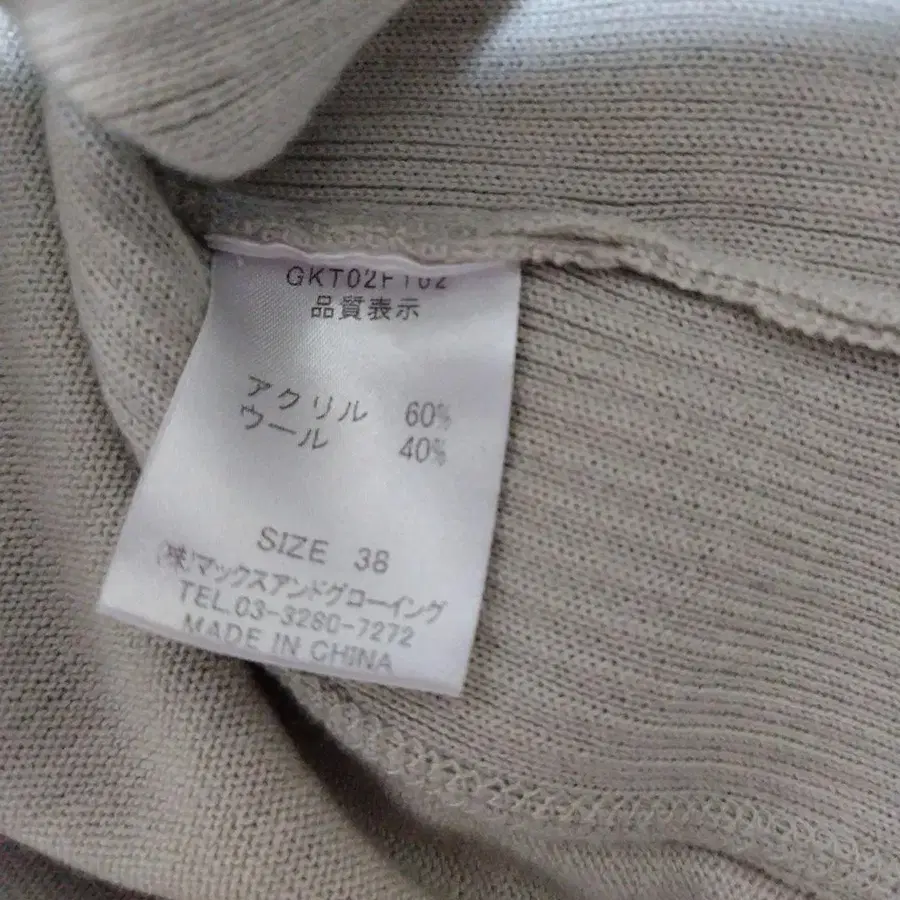 GKT02F102
品質表示
アクリル 60%
ウール 40%
SIZE 38
(株)マックスアンドグローイング
TEL.03-3280-7272
MADE IN CHINA